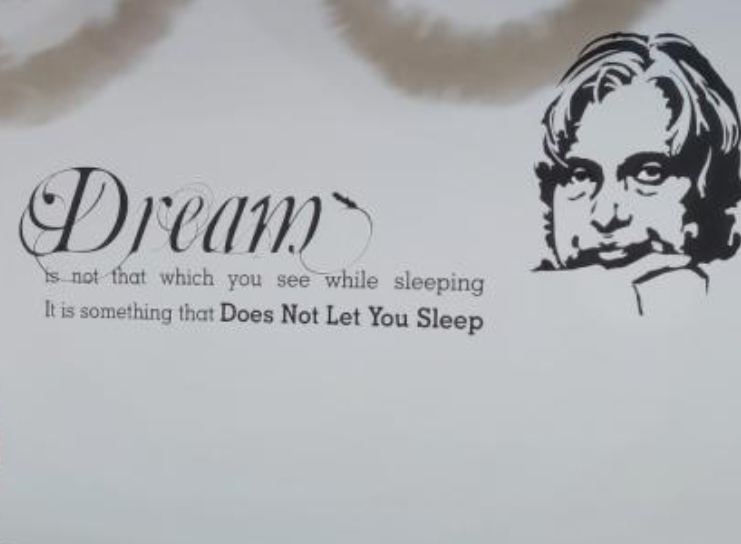 Dream
is not that which you see while sleeping
It is something that Does Not Let You Sleep